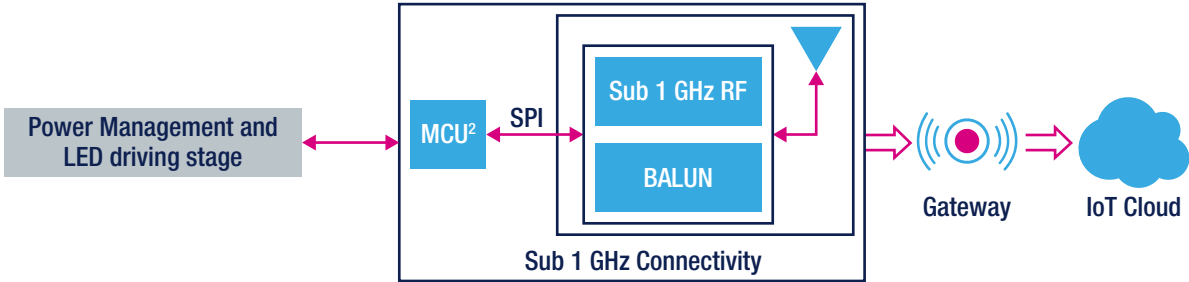 Power Management and
LED driving stage
MCU²
SPI
Sub 1 GHz RF
BALUN
Sub 1 GHz Connectivity
Gateway
IoT Cloud